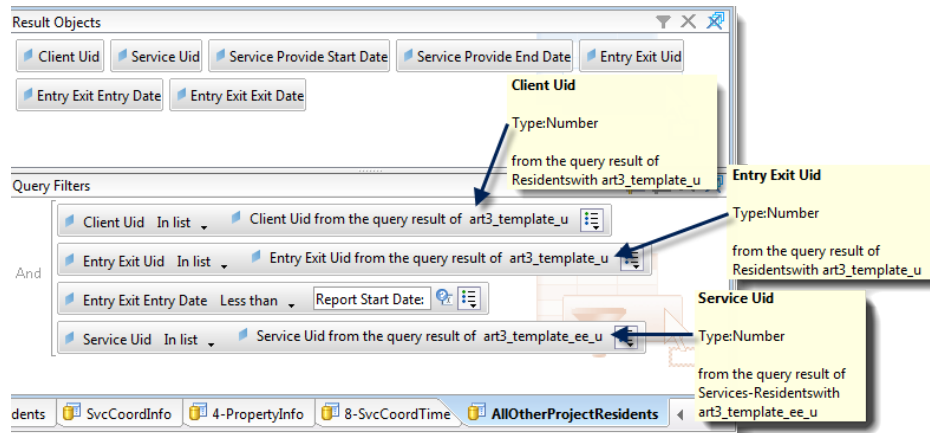 Result Objects
Client Uid Service Uid Service Provide Start Date Service Provide End Date Entry Exit Uid
Entry Exit Entry Date Entry Exit Exit Date
Client Uid
Type:Number
from the query result of
Residentswith art3_template_u
Query Filters
Entry Exit Uid
Type:Number
from the query result of
Residentswith art3_template_u
And
Client Uid In list Client Uid from the query result of art3_template_u
Entry Exit Uid In list Entry Exit Uid from the query result of art3_template_u
Entry Exit Entry Date Less than Report Start Date:
Service Uid In list Service Uid from the query result of art3_template_ee_u
Service Uid
Type:Number
from the query result of
Services-Residentswith
art3_template_ee_u
dents SvcCoordInfo 4-PropertyInfo 8-SvcCoordTime AllOtherProjectResidents